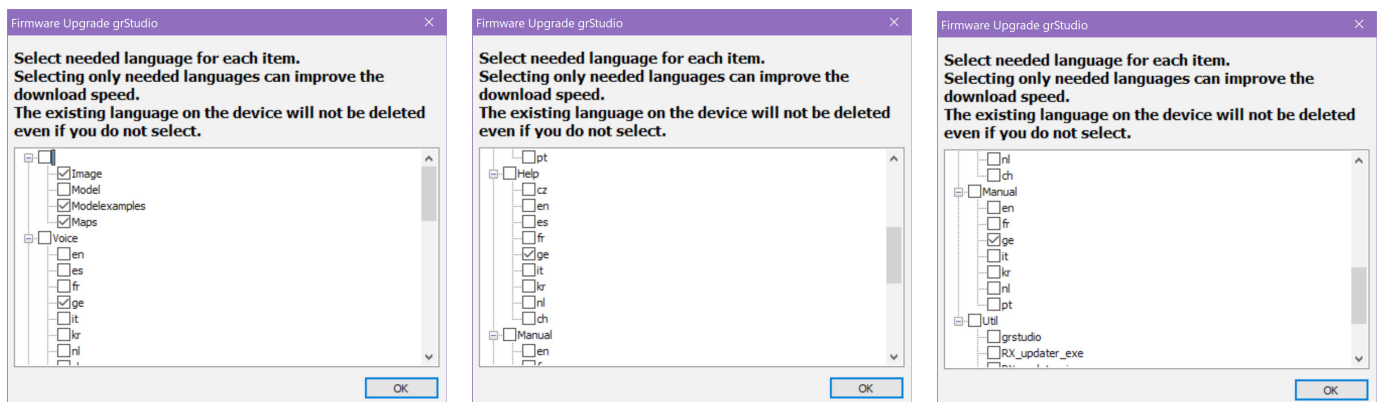 Firmware Upgrade grStudio
Select needed language for each item.
Selecting only needed languages can improve the
download speed.
The existing language on the device will not be deleted
even if you do not select.
Image
Model
Modelexamples
Maps
Voice
en
es
fr
ge
it
kr
nl
OK
Firmware Upgrade grStudio
Select needed language for each item.
Selecting only needed languages can improve the
download speed.
The existing language on the device will not be deleted
even if you do not select.
pt
Help
cz
en
es
fr
ge
it
kr
nl
ch
Manual
en
OK
Firmware Upgrade grStudio
Select needed language for each item.
Selecting only needed languages can improve the
download speed.
The existing language on the device will not be deleted
even if you do not select.
nl
ch
Manual
en
fr
ge
it
kr
nl
pt
Util
grstudio
RX_updater_exe
OK